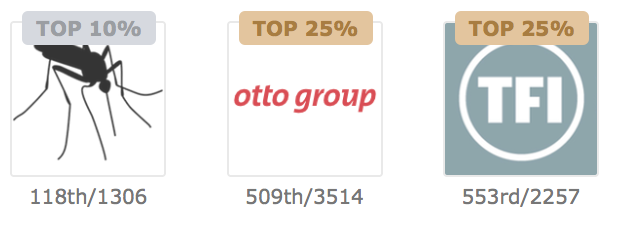 TOP 10%
TOP 25%
TOP 25%
otto group
TFI
118th/1306
509th/3514
553rd/2257